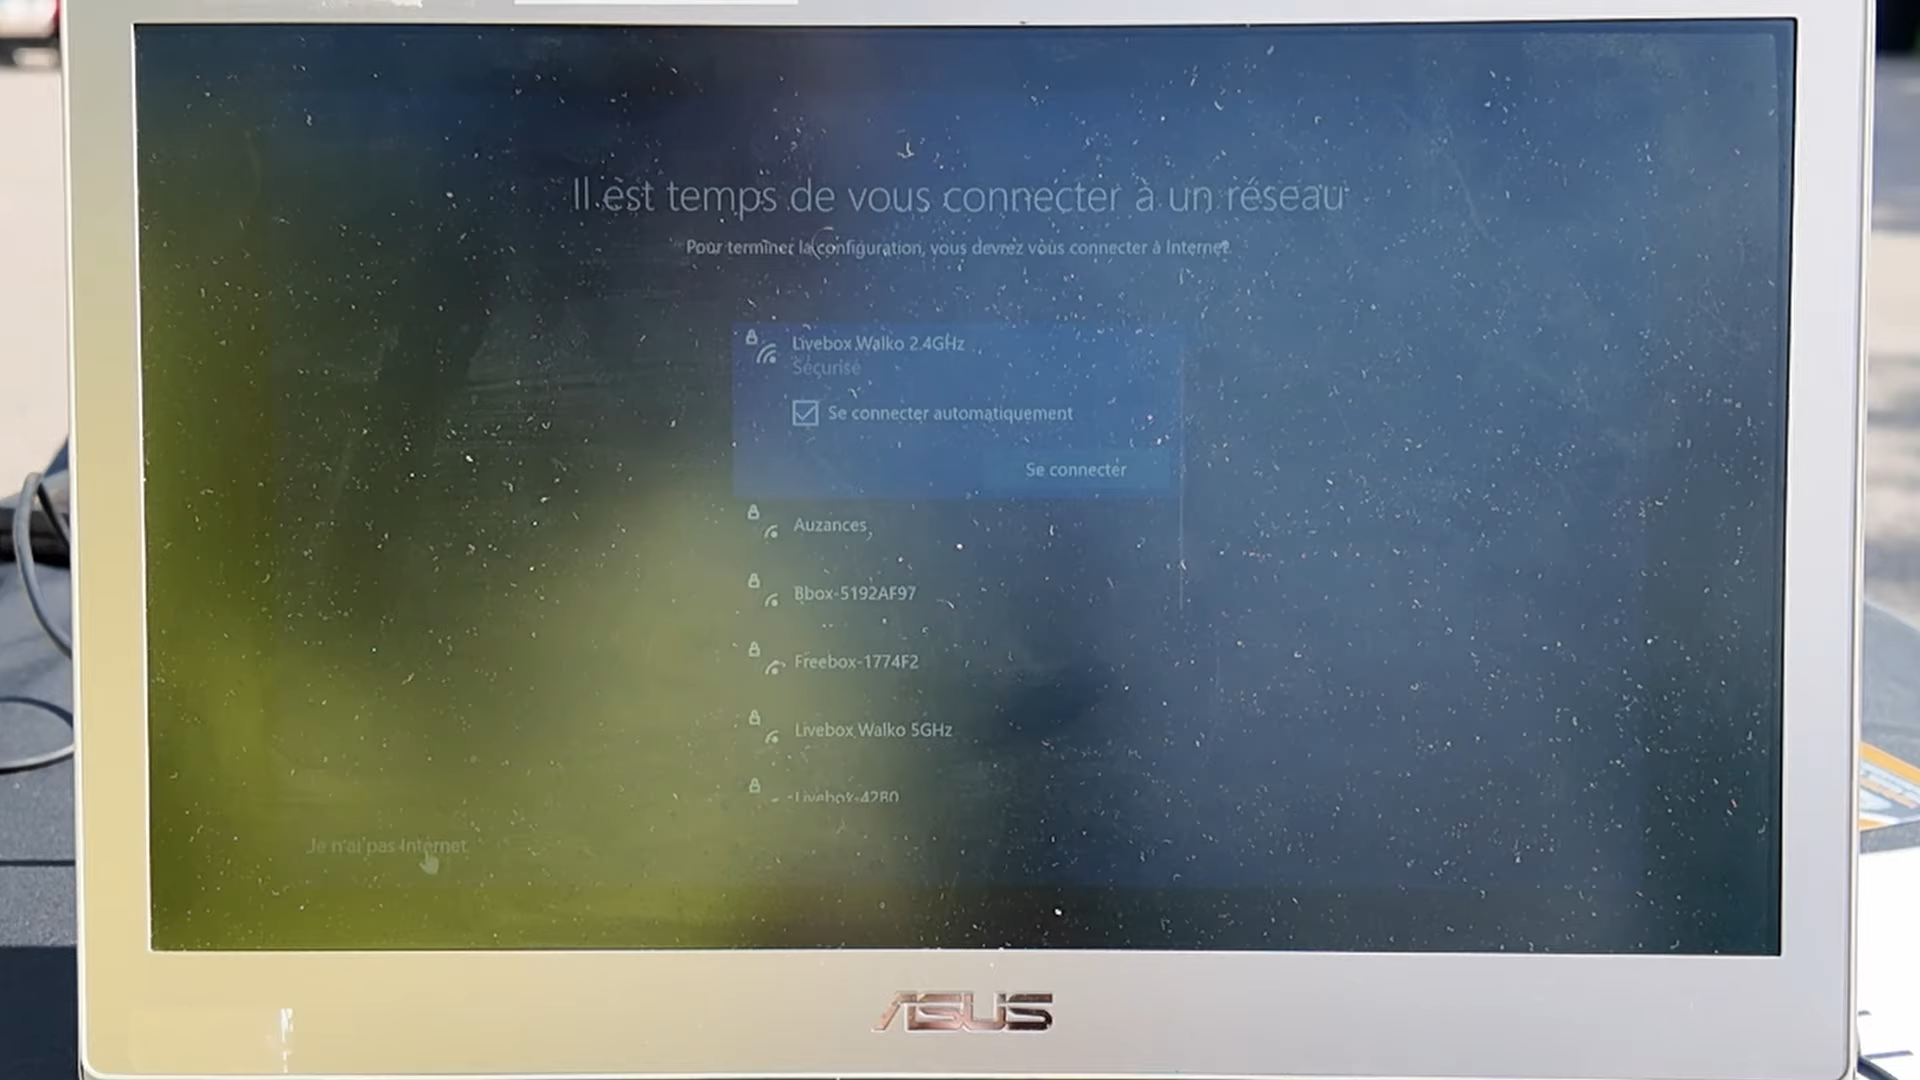 Il est temps de vous connecter à un réseau
Pour terminer la configuration, vous devrez vous connecter à Internet.
Livebox Walko 2.4GHz
Sécurisé
Se connecter automatiquement
Se connecter
Auzances
Bbox-5192AF97
Freebox-1774F2
Livebox Walko 5GHz
Livebox-42B0
Je n'ai pas Internet
ASUS